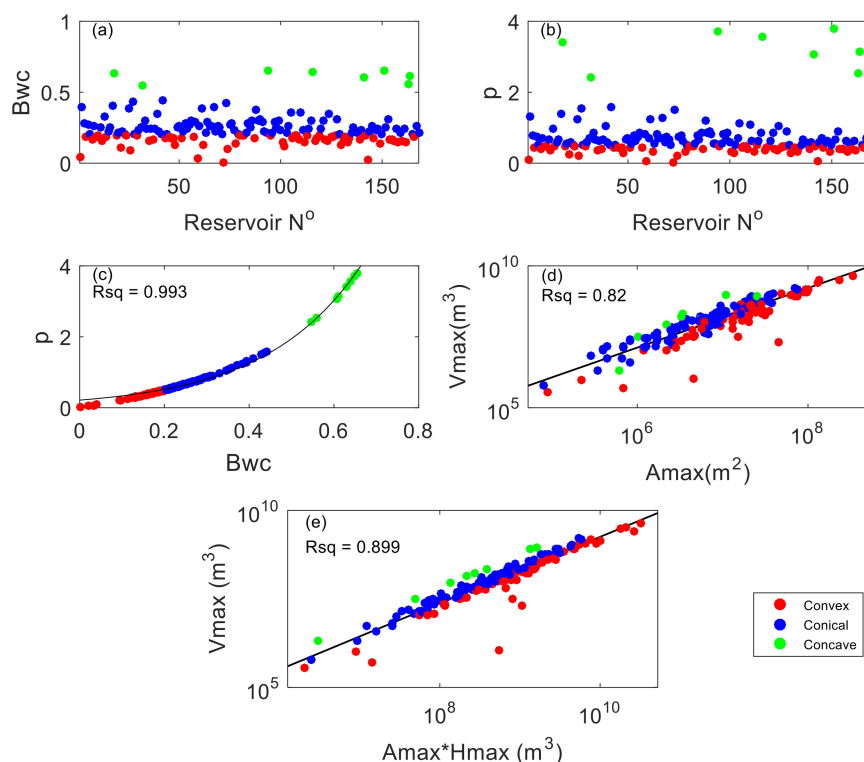 (a)
1
0.5
0
Bwc
50
100
150
Reservoir Nº
(b)
4
2
0
p
50
100
150
Reservoir Nº
(c)
Rsq = 0.993
4
2
0
p
0
0.2
0.4
0.6
0.8
Bwc
(d)
Rsq = 0.82
10^10
10^5
Vmax(m^3)
10^6
10^8
Amax(m^2)
(e)
Rsq = 0.899
10^10
10^5
Vmax (m^3)
10^8
10^10
Amax*Hmax (m^3)
Convex
Conical
Concave